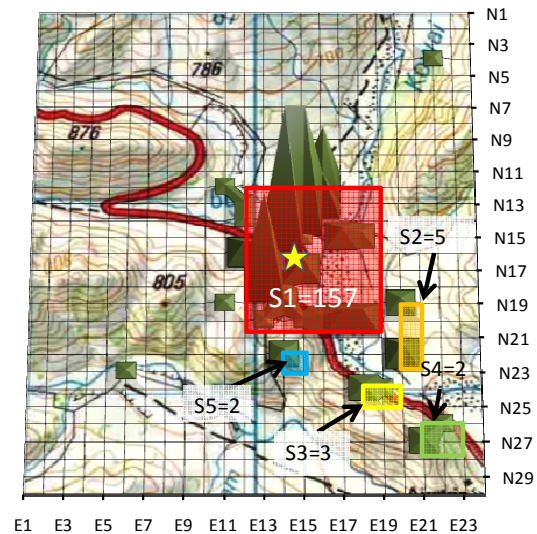 N1
N3
N5
N7
N9
N11
N13
N15
N17
N19
N21
N23
N25
N27
N29
786
876
805
S2=5
S1=157
S4=2
S5=2
S3=3
E1 E3 E5 E7 E9 E11 E13 E15 E17 E19 E21 E23